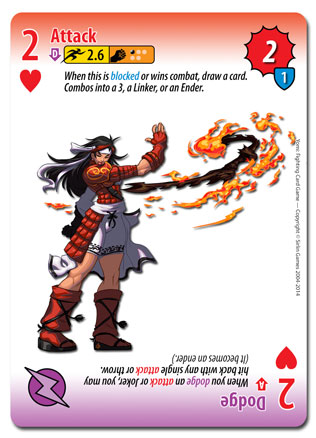 2 Attack
D 2.6
2
1
When this is blocked or wins combat, draw a card.
Combos into a 3, a Linker, or an Ender.
Yomi: Fighting Card Game — Copyright © Sirlin Games 2004-2014
2 Dodge
When you dodge an attack or Joker, you may
hit back with any single attack or throw.
(It becomes an ender.)